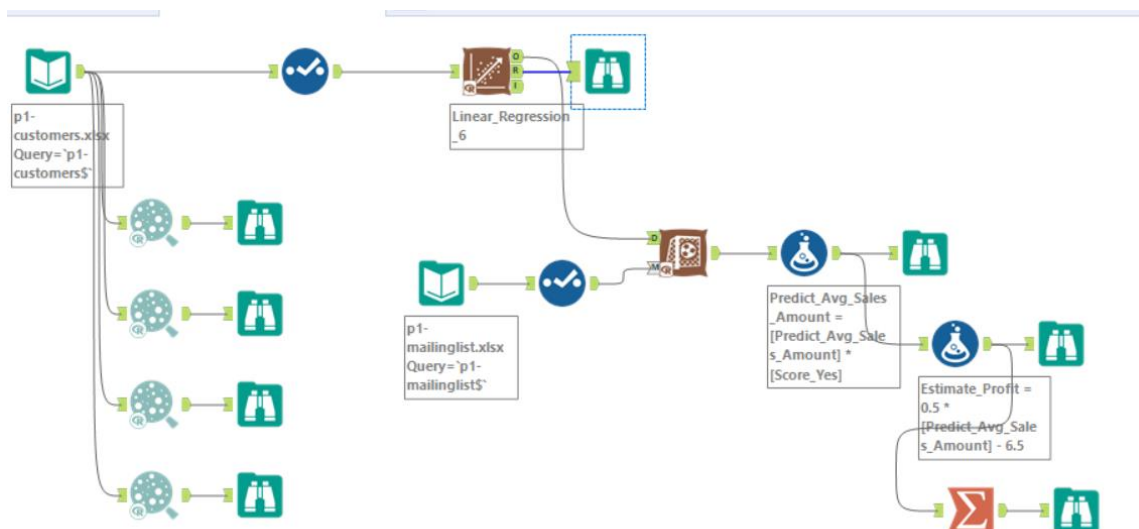 O
R
I
R
p1-
customers.xlsx
Query=`p1-
customers$`
Linear_Regression
_6
R
R
R
R
D
M
R
p1-
mailinglist.xlsx
Query=`p1-
mailinglist$`
Predict_Avg_Sales
_Amount =
[Predict_Avg_Sale
s_Amount] *
[Score_Yes]
Estimate_Profit =
0.5 *
[Predict_Avg_Sale
s_Amount] - 6.5
Σ